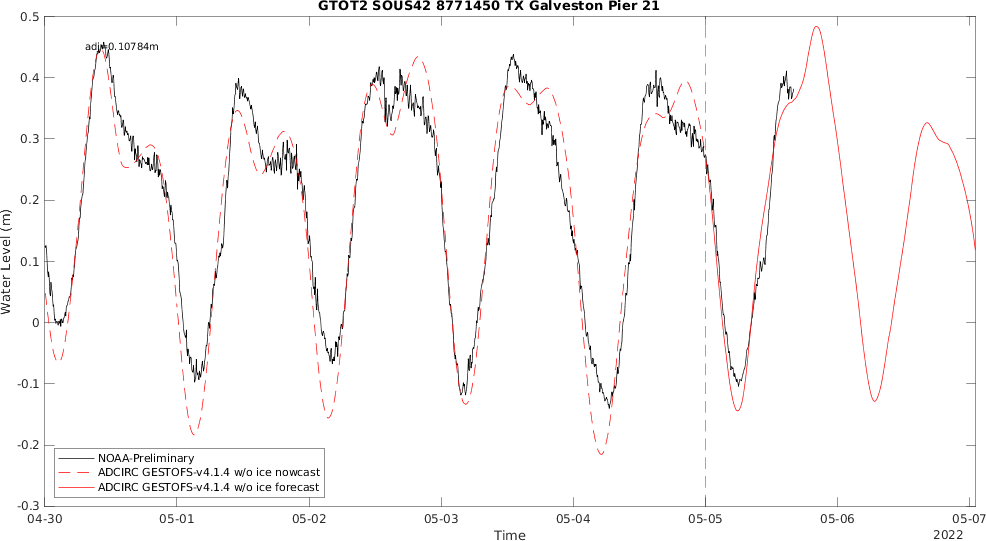 GTOT2 SOUS42 8771450 TX Galveston Pier 21
0.5
adj=0.10784m
0.4
0.3
0.2
0.1
0
-0.1
-0.2
-0.3
Water Level (m)
NOAA-Preliminary
ADCIRC GESTOFS-v4.1.4 w/o ice nowcast
ADCIRC GESTOFS-v4.1.4 w/o ice forecast
04-30 05-01 05-02 05-03 05-04 05-05 05-06 05-07
Time
2022